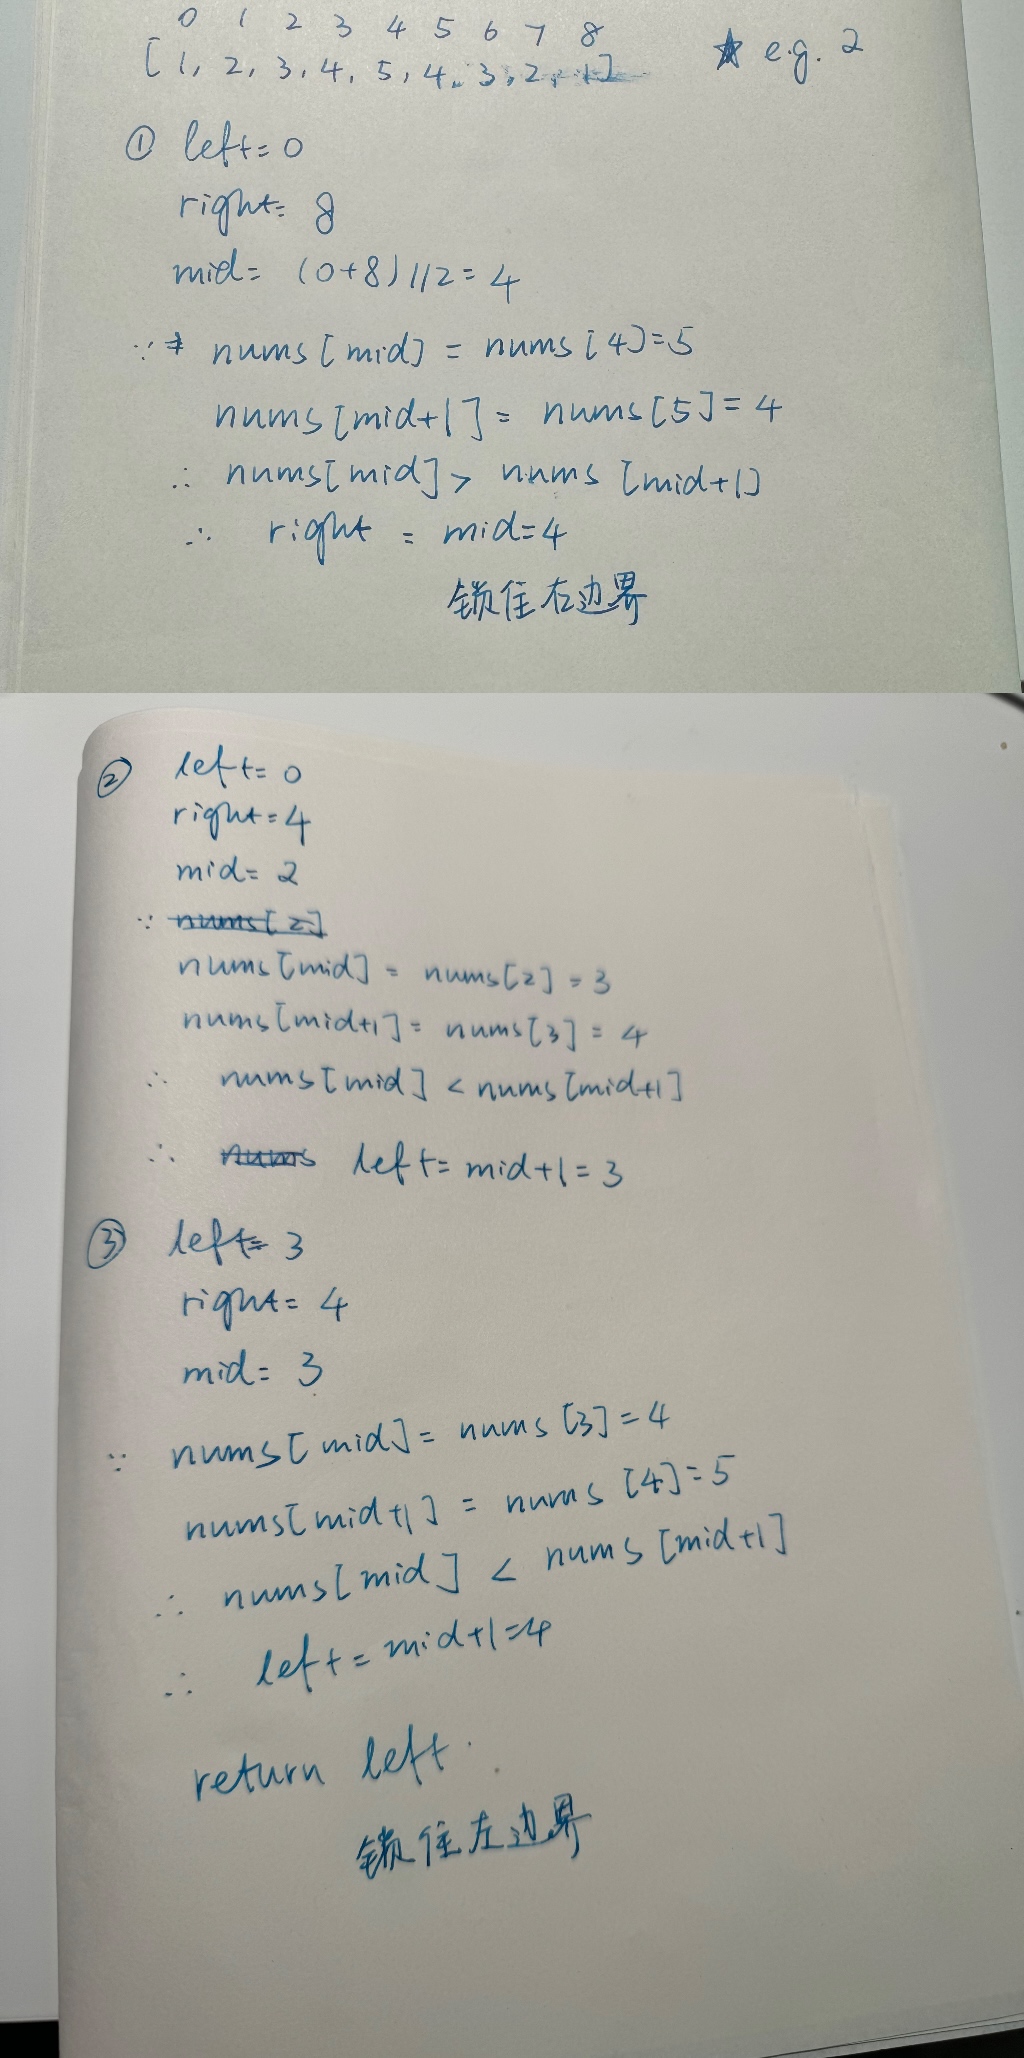 0 1 2 3 4 5 6 7 8
[1, 2, 3, 4, 5, 4, 3, 2, 1] ★ e.g. 2
① left=0
right=8
mid= (0+8)//2=4
∵ nums[mid] = nums[4]=5
nums[mid+1] = nums[5]=4
∴ nums[mid] > nums[mid+1]
∴ right = mid=4
锁住右边界
② left=0
right=4
mid=2
∵ nums[2]
nums[mid] = nums[2] = 3
nums[mid+1] = nums[3] = 4
∴ nums[mid] < nums[mid+1]
∴ nums left=mid+1=3
③ left=3
right=4
mid=3
∵ nums[mid] = nums[3]=4
nums[mid+1] = nums[4]=5
∴ nums[mid] < nums[mid+1]
∴ left=mid+1=4
return left.
锁住左边界